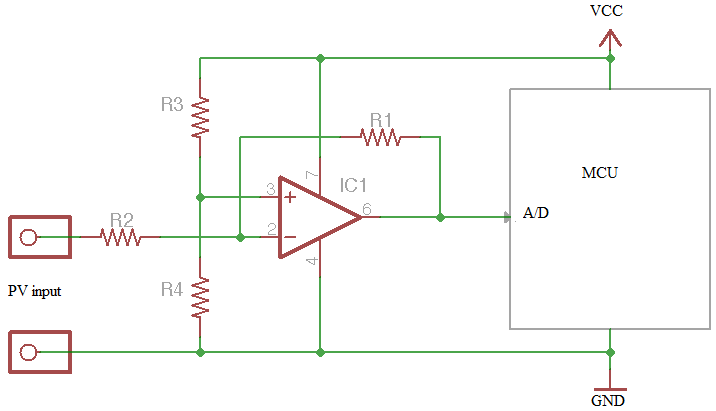 VCC
R3
R1
7
IC1
MCU
3
+
6
A/D
R2
2
−
4
PV input
R4
GND